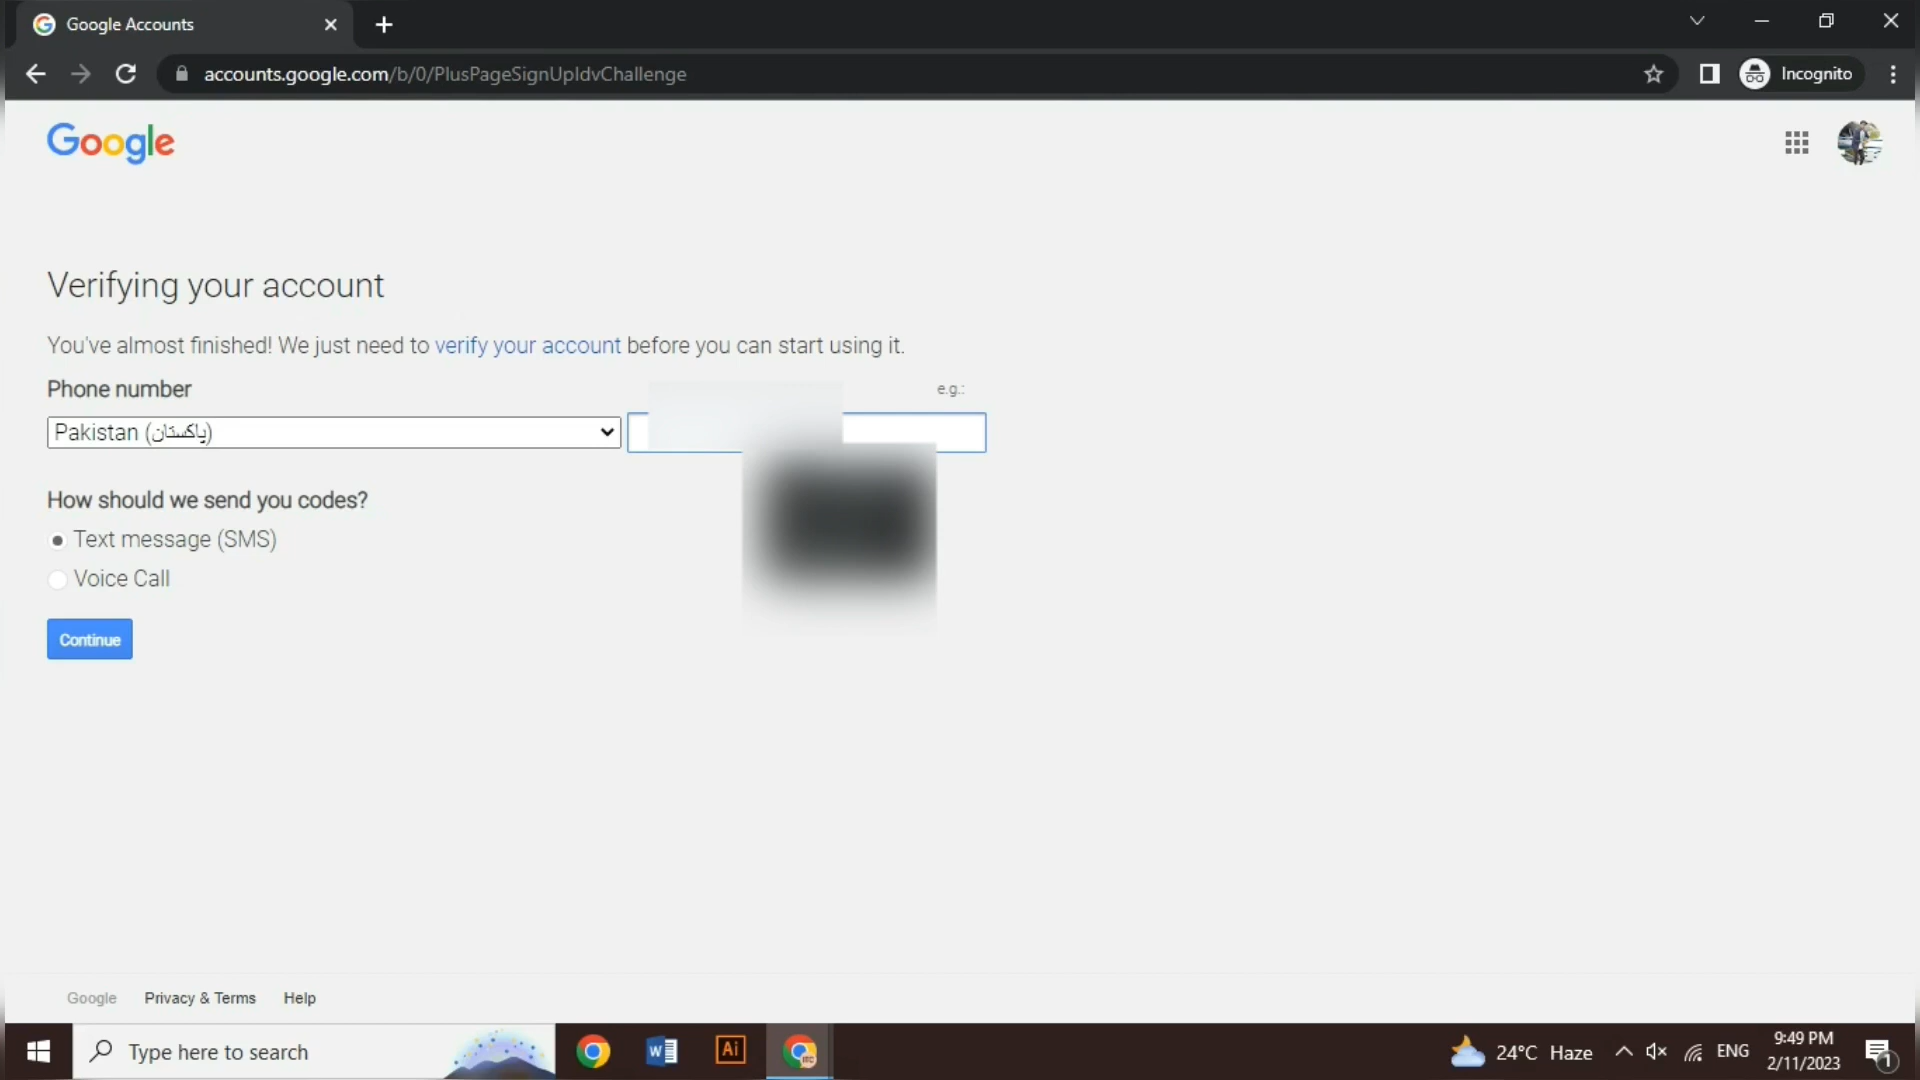 Google Accounts
accounts.google.com/b/0/PlusPageSignUpIdvChallenge
Incognito
Google
Verifying your account
You've almost finished! We just need to verify your account before you can start using it.
Phone number
e.g.:
Pakistan (پاکستان)
How should we send you codes?
Text message (SMS)
Voice Call
Continue
Google Privacy & Terms Help
Type here to search
24°C Haze
ENG
9:49 PM
2/11/2023
1